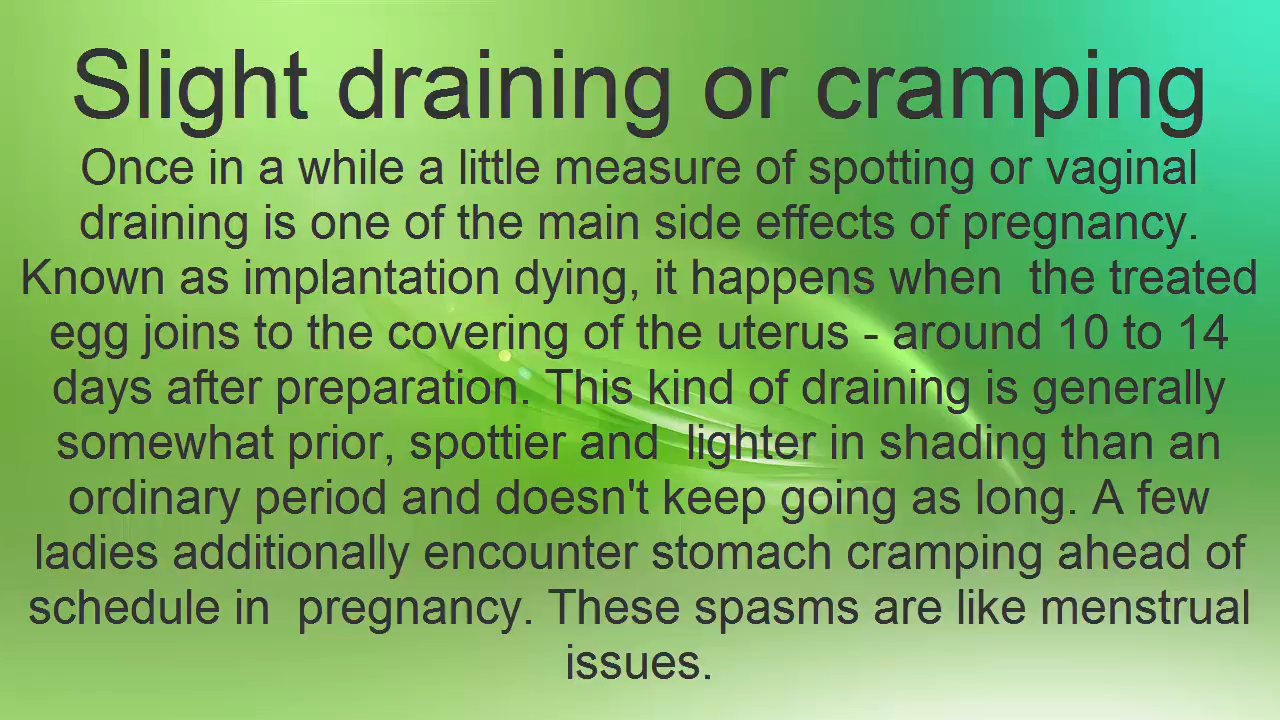 Slight draining or cramping
Once in a while a little measure of spotting or vaginal
draining is one of the main side effects of pregnancy.
Known as implantation dying, it happens when  the treated
egg joins to the covering of the uterus - around 10 to 14
days after preparation. This kind of draining is generally
somewhat prior, spottier and  lighter in shading than an
ordinary period and doesn't keep going as long. A few
ladies additionally encounter stomach cramping ahead of
schedule in  pregnancy. These spasms are like menstrual
issues.